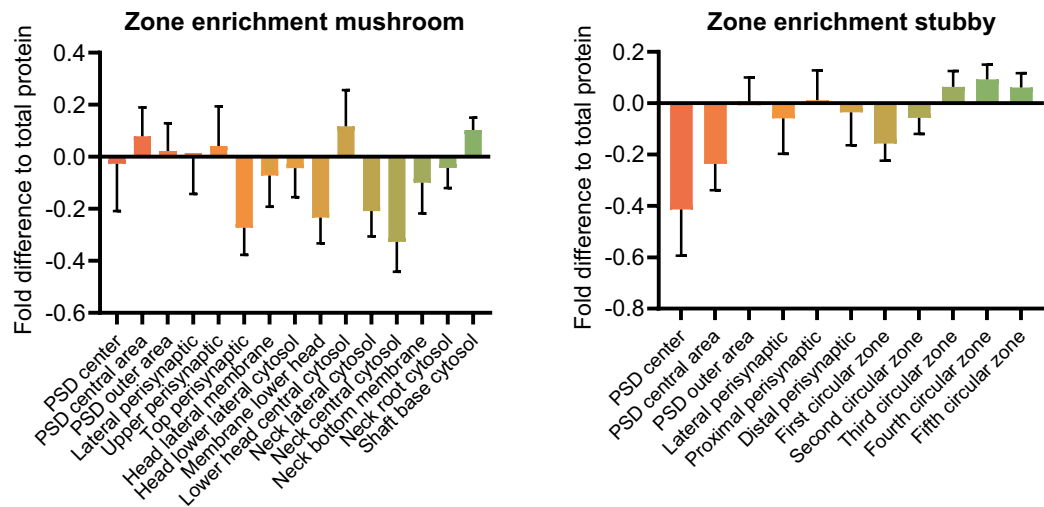 Zone enrichment mushroom
Fold difference to total protein
0.4
0.2
0.0
-0.2
-0.4
-0.6
PSD center
PSD central area
PSD outer area
Lateral perisynaptic
Upper perisynaptic
Top perisynaptic
Head lateral membrane
Head lower lateral cytosol
Membrane lower head
Lower head central cytosol
Neck lateral cytosol
Neck central cytosol
Neck bottom membrane
Neck root cytosol
Shaft base cytosol
Zone enrichment stubby
Fold difference to total protein
0.2
0.0
-0.2
-0.4
-0.6
-0.8
PSD center
PSD central area
PSD outer area
Lateral perisynaptic
Proximal perisynaptic
Distal perisynaptic
First circular zone
Second circular zone
Third circular zone
Fourth circular zone
Fifth circular zone